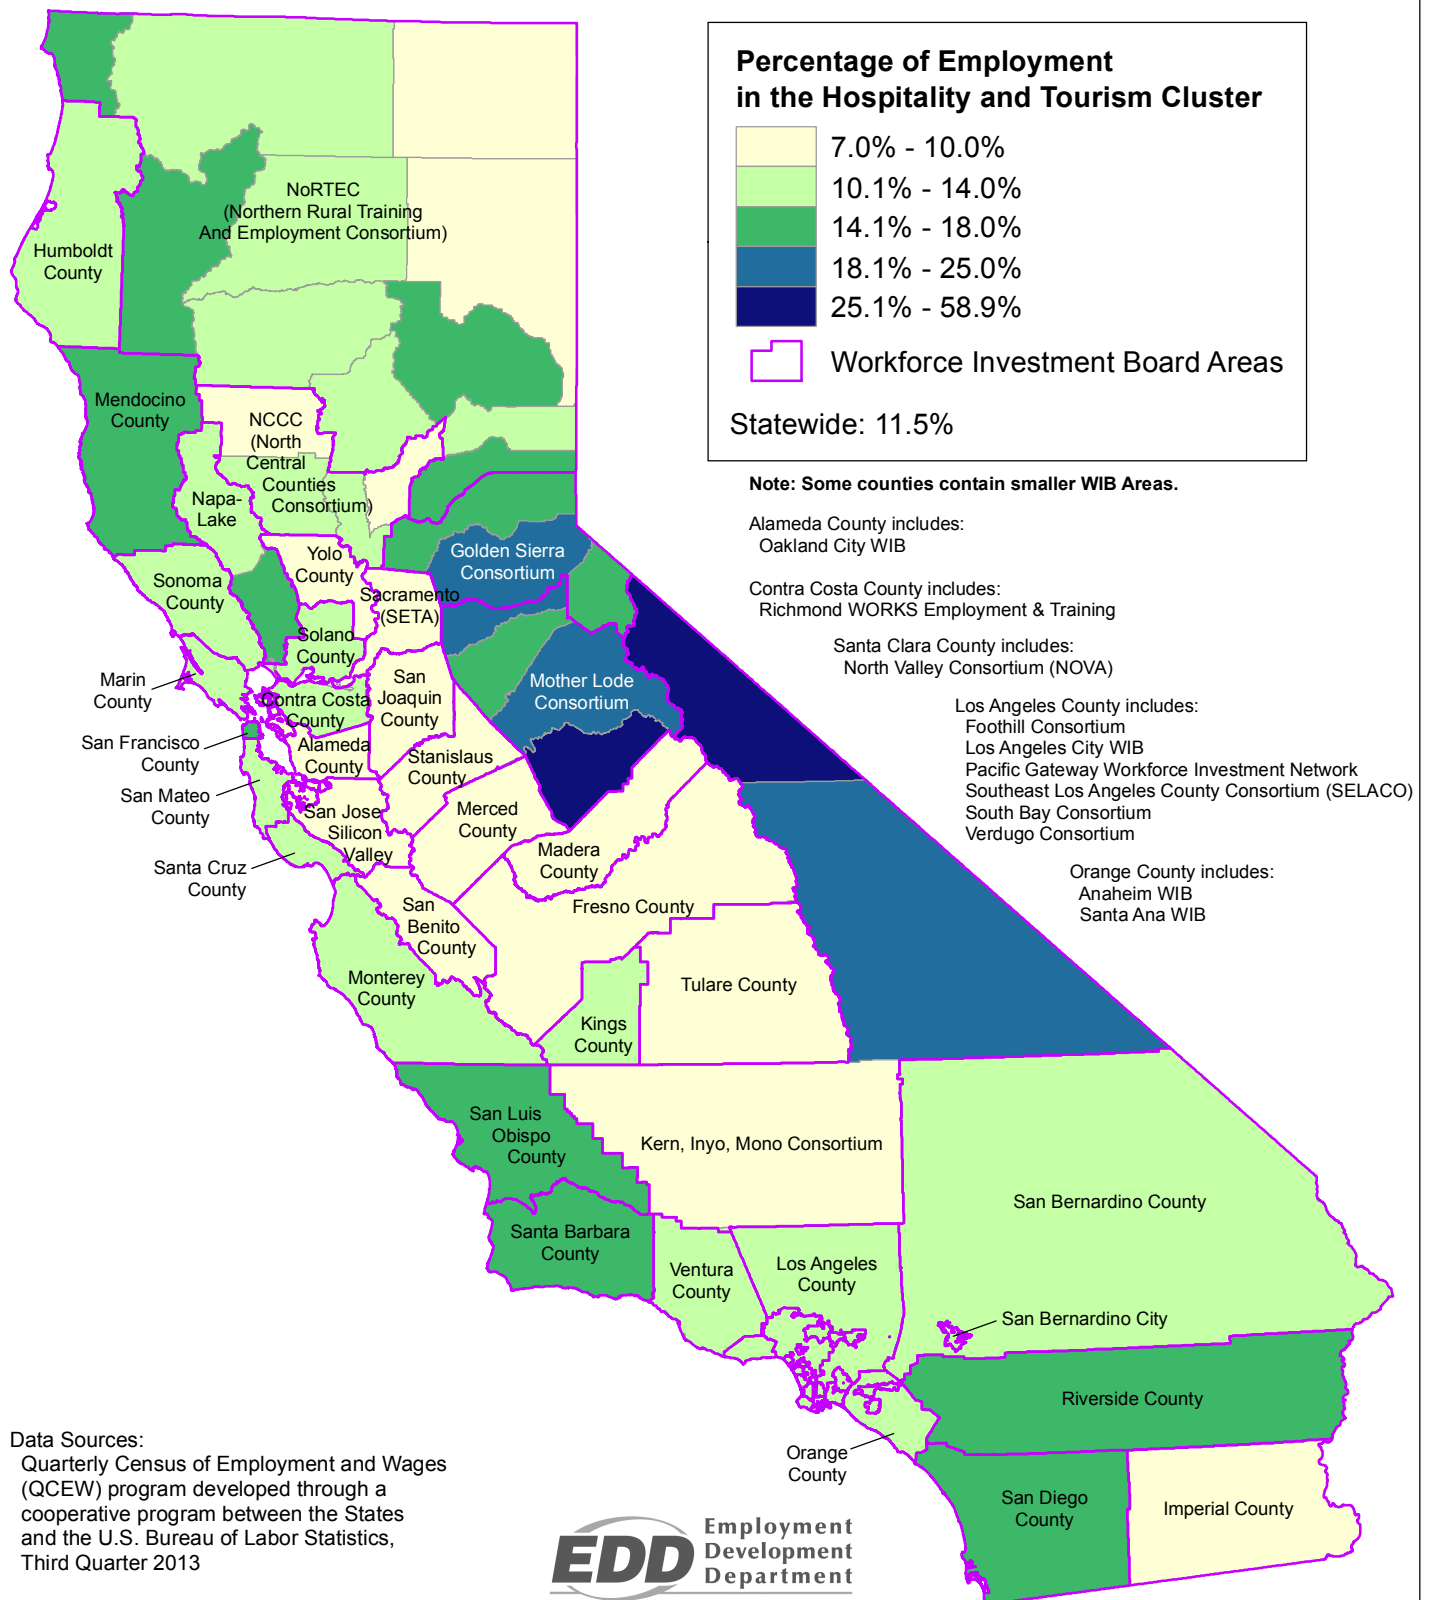 Percentage of Employment
in the Hospitality and Tourism Cluster
7.0% - 10.0%
10.1% - 14.0%
14.1% - 18.0%
18.1% - 25.0%
25.1% - 58.9%
Workforce Investment Board Areas
Statewide: 11.5%
Note: Some counties contain smaller WIB Areas.
Alameda County includes:
Oakland City WIB
Contra Costa County includes:
Richmond WORKS Employment & Training
Santa Clara County includes:
North Valley Consortium (NOVA)
Los Angeles County includes:
Foothill Consortium
Los Angeles City WIB
Pacific Gateway Workforce Investment Network
Southeast Los Angeles County Consortium (SELACO)
South Bay Consortium
Verdugo Consortium
Orange County includes:
Anaheim WIB
Santa Ana WIB
NoRTEC
(Northern Rural Training
And Employment Consortium)
Humboldt
County
Mendocino
County
NCCC
(North
Central
Counties
Consortium)
Napa-
Lake
Yolo
County
Golden Sierra
Consortium
Sonoma
County
Sacramento
(SETA)
Solano
County
Marin
County
San
Joaquin
County
Mother Lode
Consortium
Contra Costa
County
San Francisco
County
Alameda
County
Stanislaus
County
San Mateo
County
San Jose
Silicon
Valley
Merced
County
Santa Cruz
County
Madera
County
San
Benito
County
Fresno County
Monterey
County
Tulare County
Kings
County
San Luis
Obispo
County
Kern, Inyo, Mono Consortium
San Bernardino County
Santa Barbara
County
Ventura
County
Los Angeles
County
San Bernardino City
Riverside County
Orange
County
San Diego
County
Imperial County
Data Sources:
Quarterly Census of Employment and Wages
(QCEW) program developed through a
cooperative program between the States
and the U.S. Bureau of Labor Statistics,
Third Quarter 2013
EDD
Employment
Development
Department